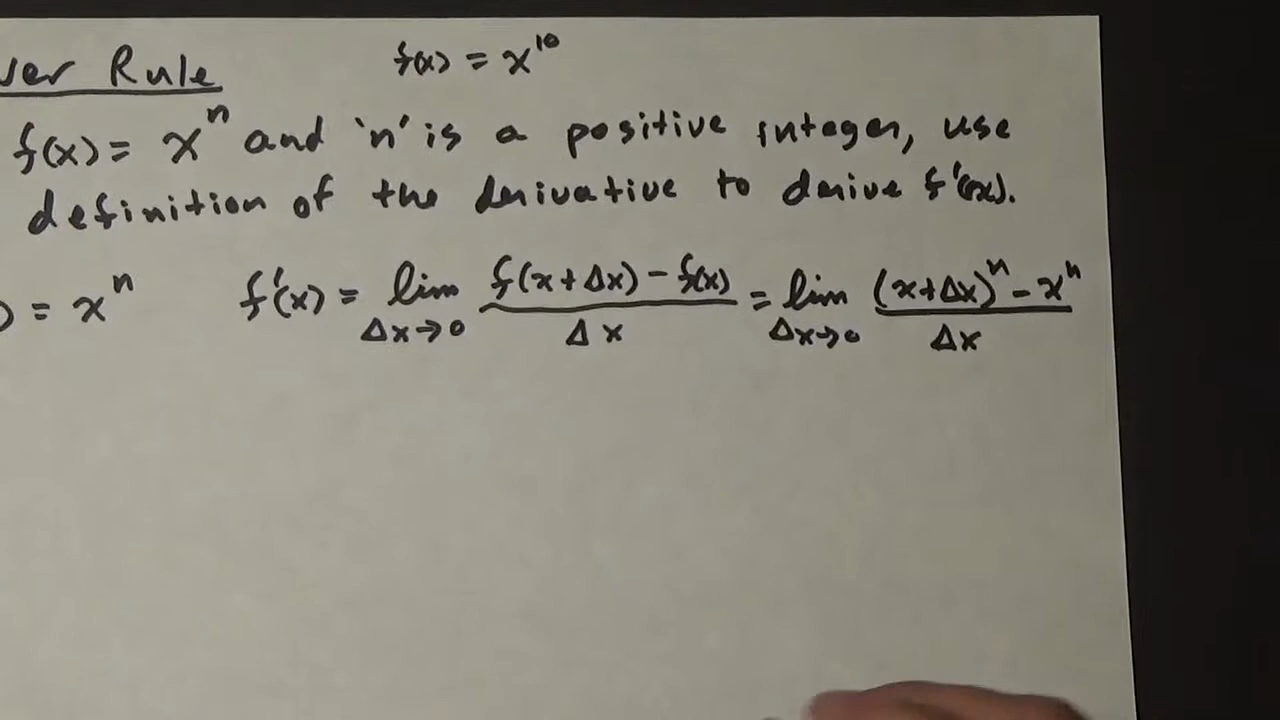 ver Rule f(x) = x^10
f(x) = x^n and 'n' is a positive integer, use
definition of the derivative to derive f'(x).
) = x^n f'(x) = lim Δx→0 f(x+Δx) - f(x) / Δx = lim Δx→0 (x+Δx)^n - x^n / Δx